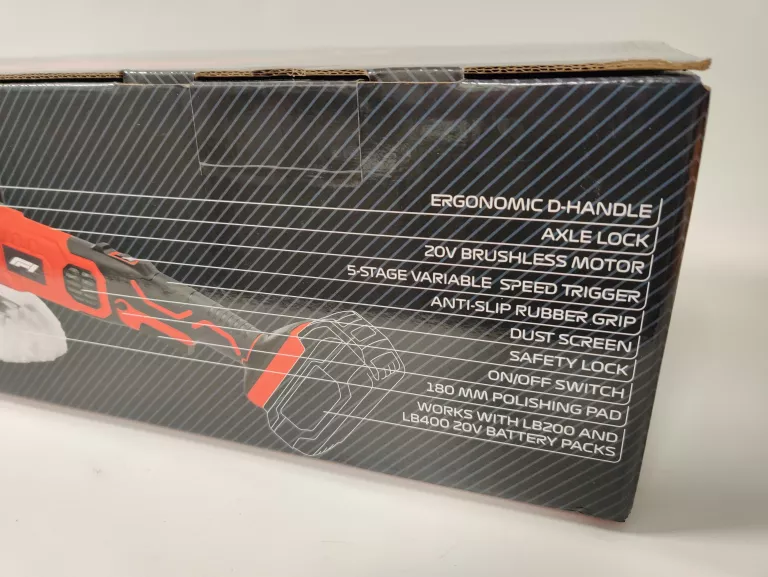 ERGONOMIC D-HANDLE
AXLE LOCK
20V BRUSHLESS MOTOR
5-STAGE VARIABLE SPEED TRIGGER
ANTI-SLIP RUBBER GRIP
DUST SCREEN
SAFETY LOCK
ON/OFF SWITCH
180 MM POLISHING PAD
WORKS WITH LB200 AND
LB400 20V BATTERY PACKS
F1